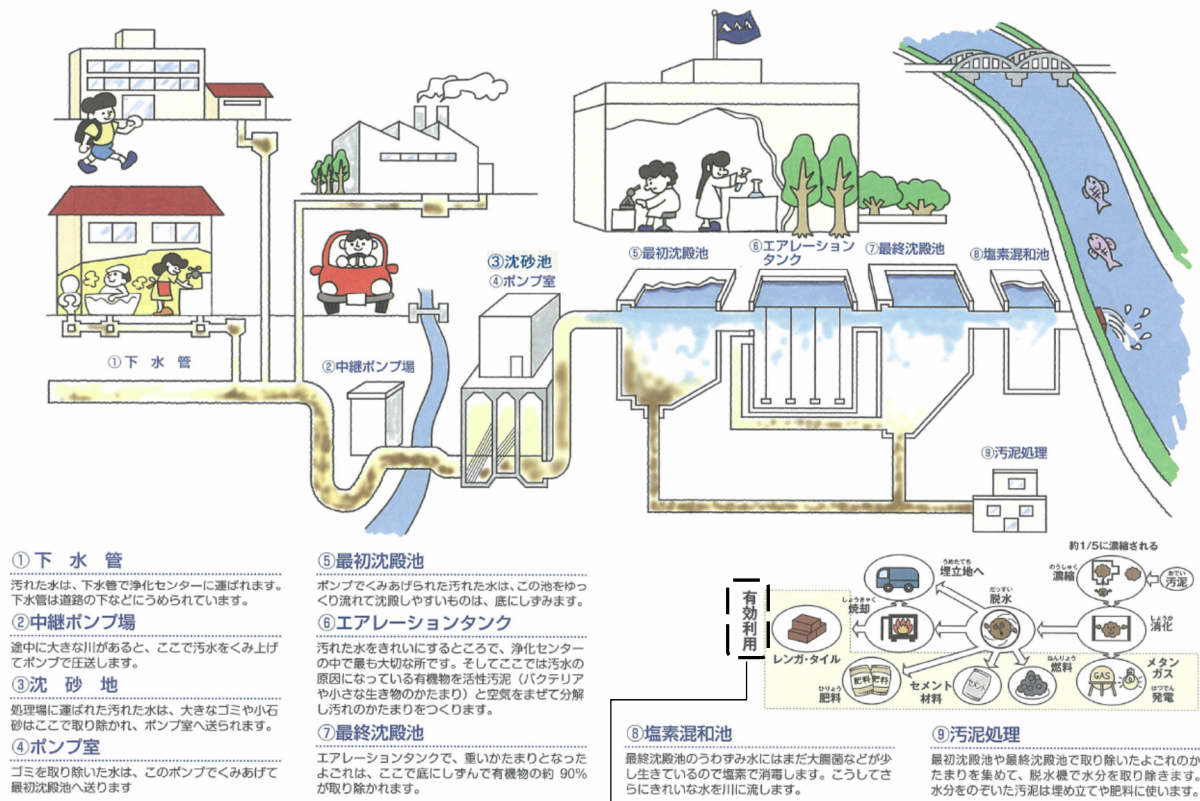 ③沈砂池
④ポンプ室
⑤最初沈殿池
⑥エアレーション
タンク
⑦最終沈殿池
⑧塩素混和池
①下水管
②中継ポンプ場
⑨汚泥処理
①下水管
汚れた水は、下水管で浄化センターに運ばれます。
下水管は道路の下などにうめられています。
②中継ポンプ場
途中に大きな川があると、ここで汚水をくみ上げ
てポンプで圧送します。
③沈砂地
処理場に運ばれた汚れた水は、大きなゴミや小石
砂はここで取り除かれ、ポンプ室へ送られます。
④ポンプ室
ゴミを取り除いた水は、このポンプでくみあげて
最初沈殿池へ送ります
⑤最初沈殿池
ポンプでくみあげられた汚れた水は、この池をゆっ
くり流れて沈殿しやすいものは、底にしずみます。
⑥エアレーションタンク
汚れた水をきれいにするところで、浄化センター
の中で最も大切な所です。そしてここでは汚水の
原因になっている有機物を活性汚泥（バクテリア
や小さな生き物のかたまり）と空気をまぜて分解
し汚れのかたまりをつくります。
⑦最終沈殿池
エアレーションタンクで、重いかたまりとなった
よごれは、ここで底にしずんで有機物の約90%
が取り除かれます。
約1/5に濃縮される
うめたてち
埋立地へ
のうしゅく
濃縮
おでい
汚泥
だっすい
脱水
しょうきゃく
焼却
しょうか
消化
有効利用
レンガ・タイル
ひりょう
肥料
肥料
肥料
セメント
材料
セメント
ねんりょう
燃料
GAS
メタン
ガス
はつでん
発電
⑧塩素混和池
最終沈殿池のうわずみ水にはまだ大腸菌などが少
し生きているので塩素で消毒します。こうしてさ
らにきれいな水を川に流します。
⑨汚泥処理
最初沈殿池や最終沈殿池で取り除いたよごれのか
たまりを集めて、脱水機で水分を取り除きます。
水分をのぞいた汚泥は埋め立てや肥料に使います。